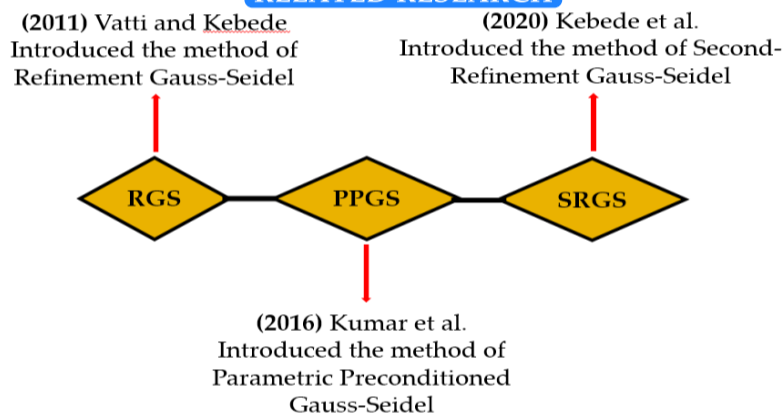 RELATED RESEARCH
(2011) Vatti and Kebede
Introduced the method of
Refinement Gauss-Seidel
(2020) Kebede et al.
Introduced the method of Second-
Refinement Gauss-Seidel
RGS
PPGS
SRGS
(2016) Kumar et al.
Introduced the method of
Parametric Preconditioned
Gauss-Seidel